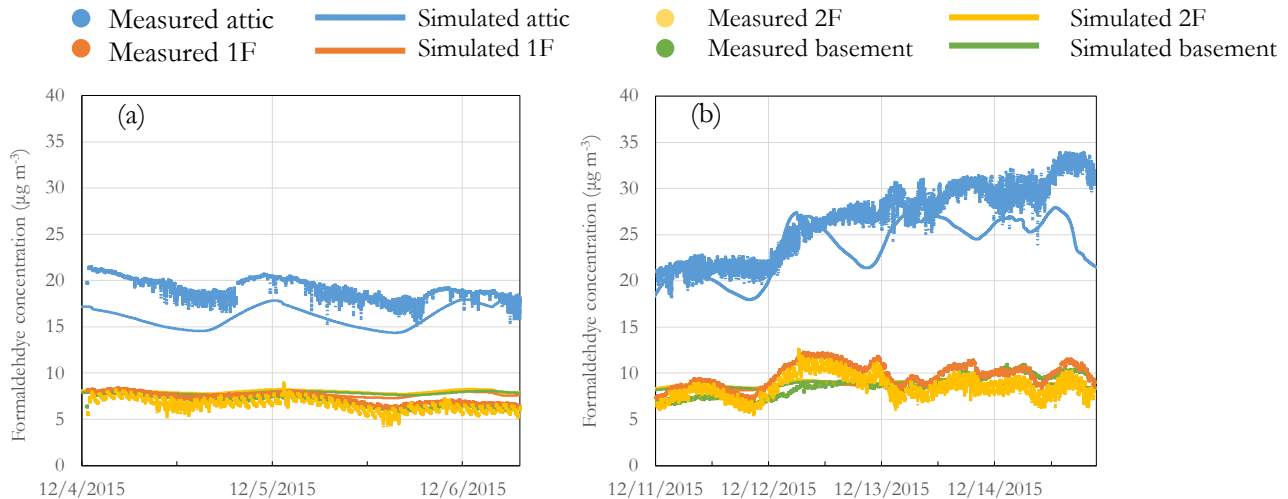 Measured attic Simulated attic Measured 2F Simulated 2F
Measured 1F Simulated 1F Measured basement Simulated basement
Formaldehdye concentration (µg m-3)
40
35
30
25
20
15
10
5
0
(a)
12/4/2015 12/5/2015 12/6/2015
Formaldehdye concentration (µg m-3)
40
35
30
25
20
15
10
5
0
(b)
12/11/2015 12/12/2015 12/13/2015 12/14/2015